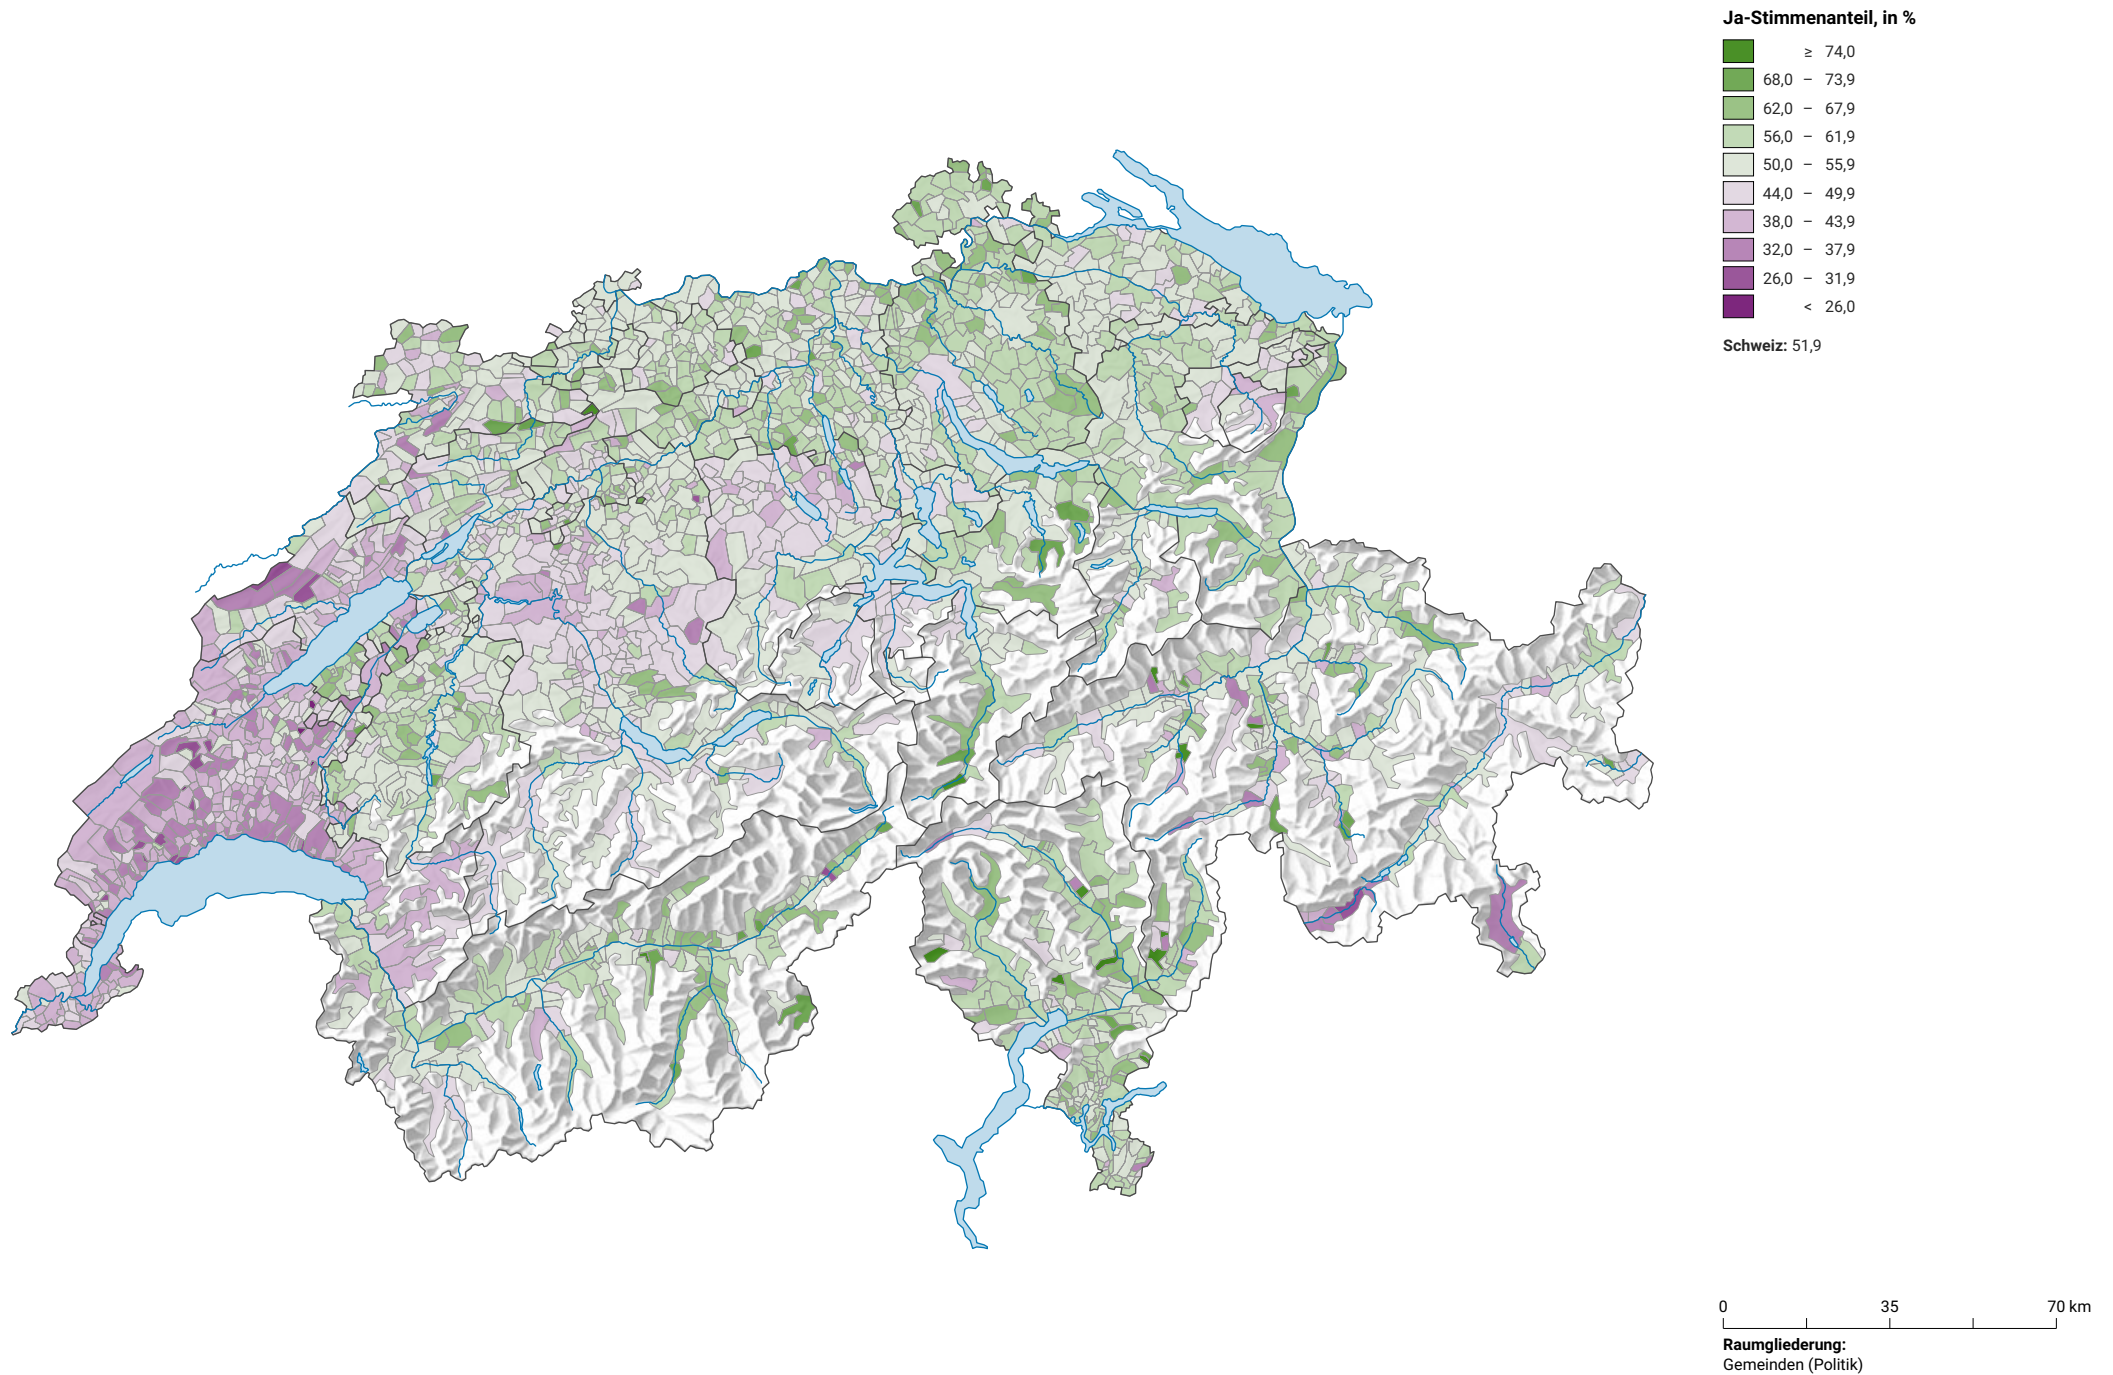 Ja-Stimmenanteil, in %
≥ 74,0
68,0 – 73,9
62,0 – 67,9
56,0 – 61,9
50,0 – 55,9
44,0 – 49,9
38,0 – 43,9
32,0 – 37,9
26,0 – 31,9
< 26,0
Schweiz: 51,9
0 35 70 km
Raumgliederung:
Gemeinden (Politik)